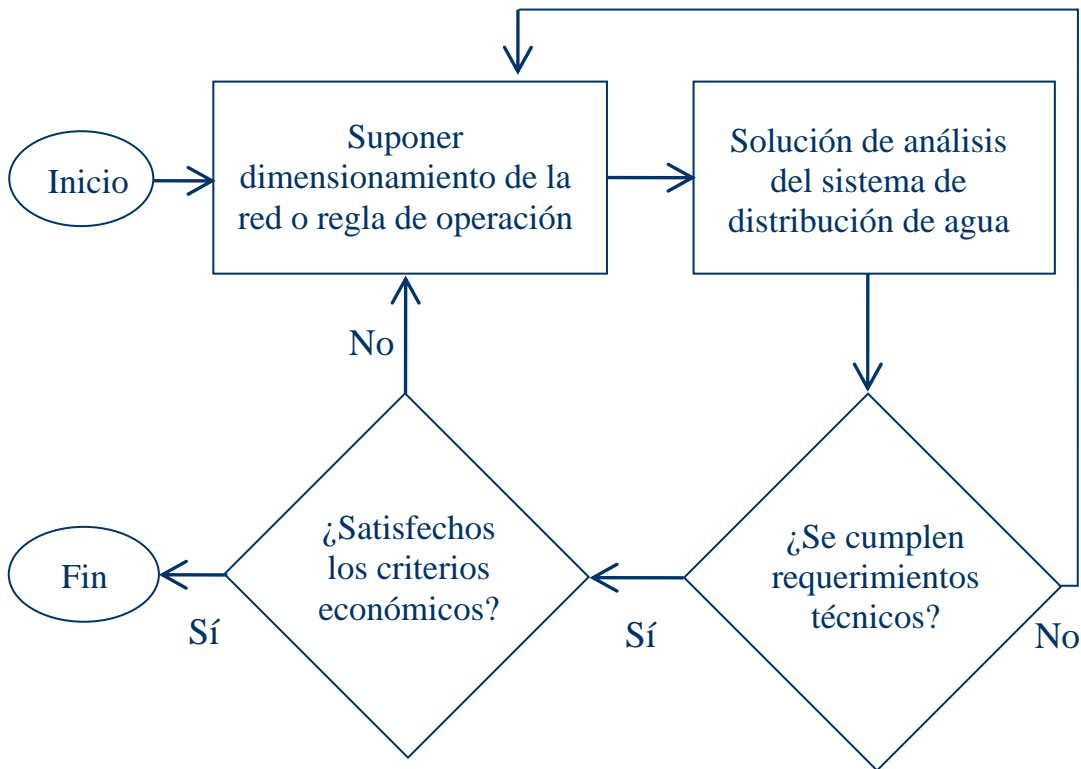 Inicio
Suponer
dimensionamiento de la
red o regla de operación
Solución de análisis
del sistema de
distribución de agua
¿Se cumplen
requerimientos
técnicos?
No
Sí
¿Satisfechos
los criterios
económicos?
No
Sí
Fin